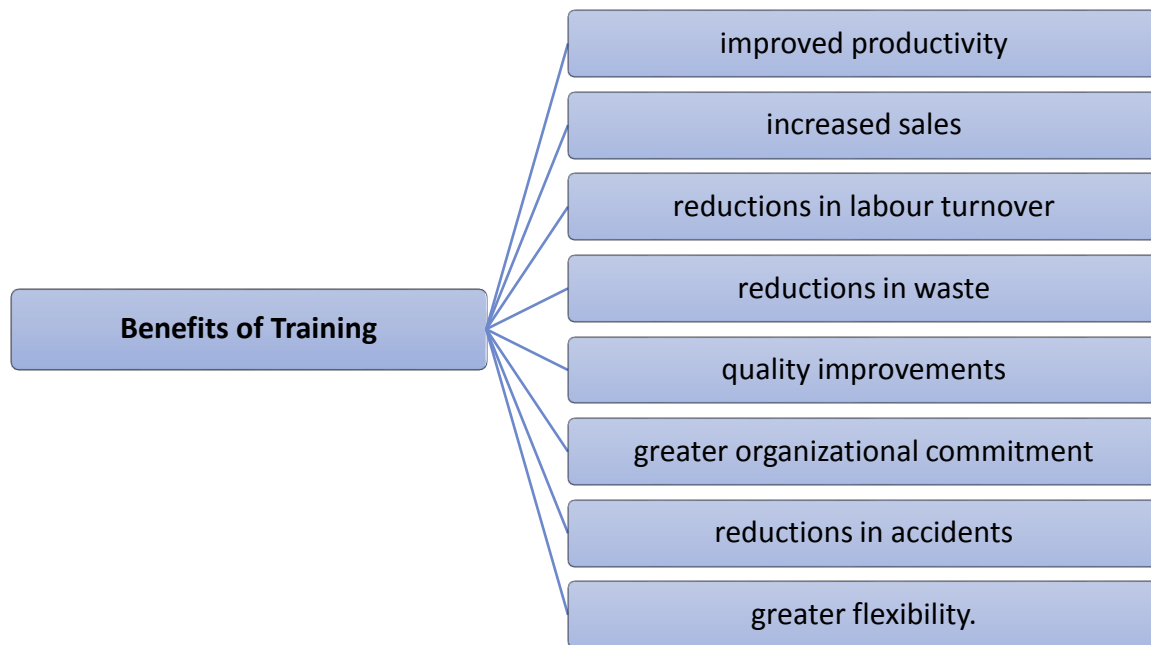 Benefits of Training
improved productivity
increased sales
reductions in labour turnover
reductions in waste
quality improvements
greater organizational commitment
reductions in accidents
greater flexibility.